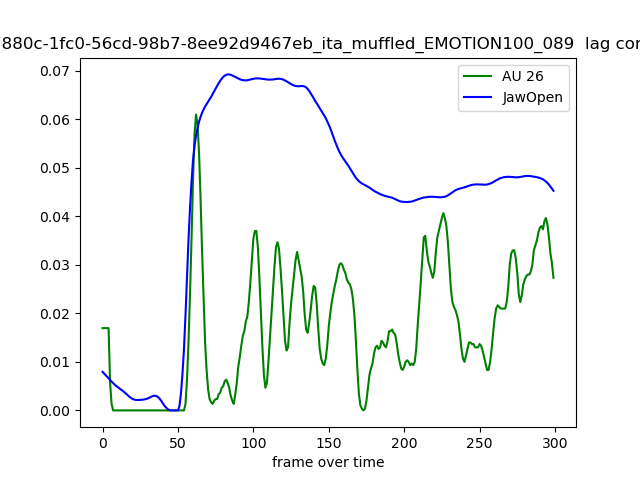 880c-1fc0-56cd-98b7-8ee92d9467eb_ita_muffled_EMOTION100_089 lag cor
AU 26
JawOpen
0.07
0.06
0.05
0.04
0.03
0.02
0.01
0.00
0 50 100 150 200 250 300
frame over time